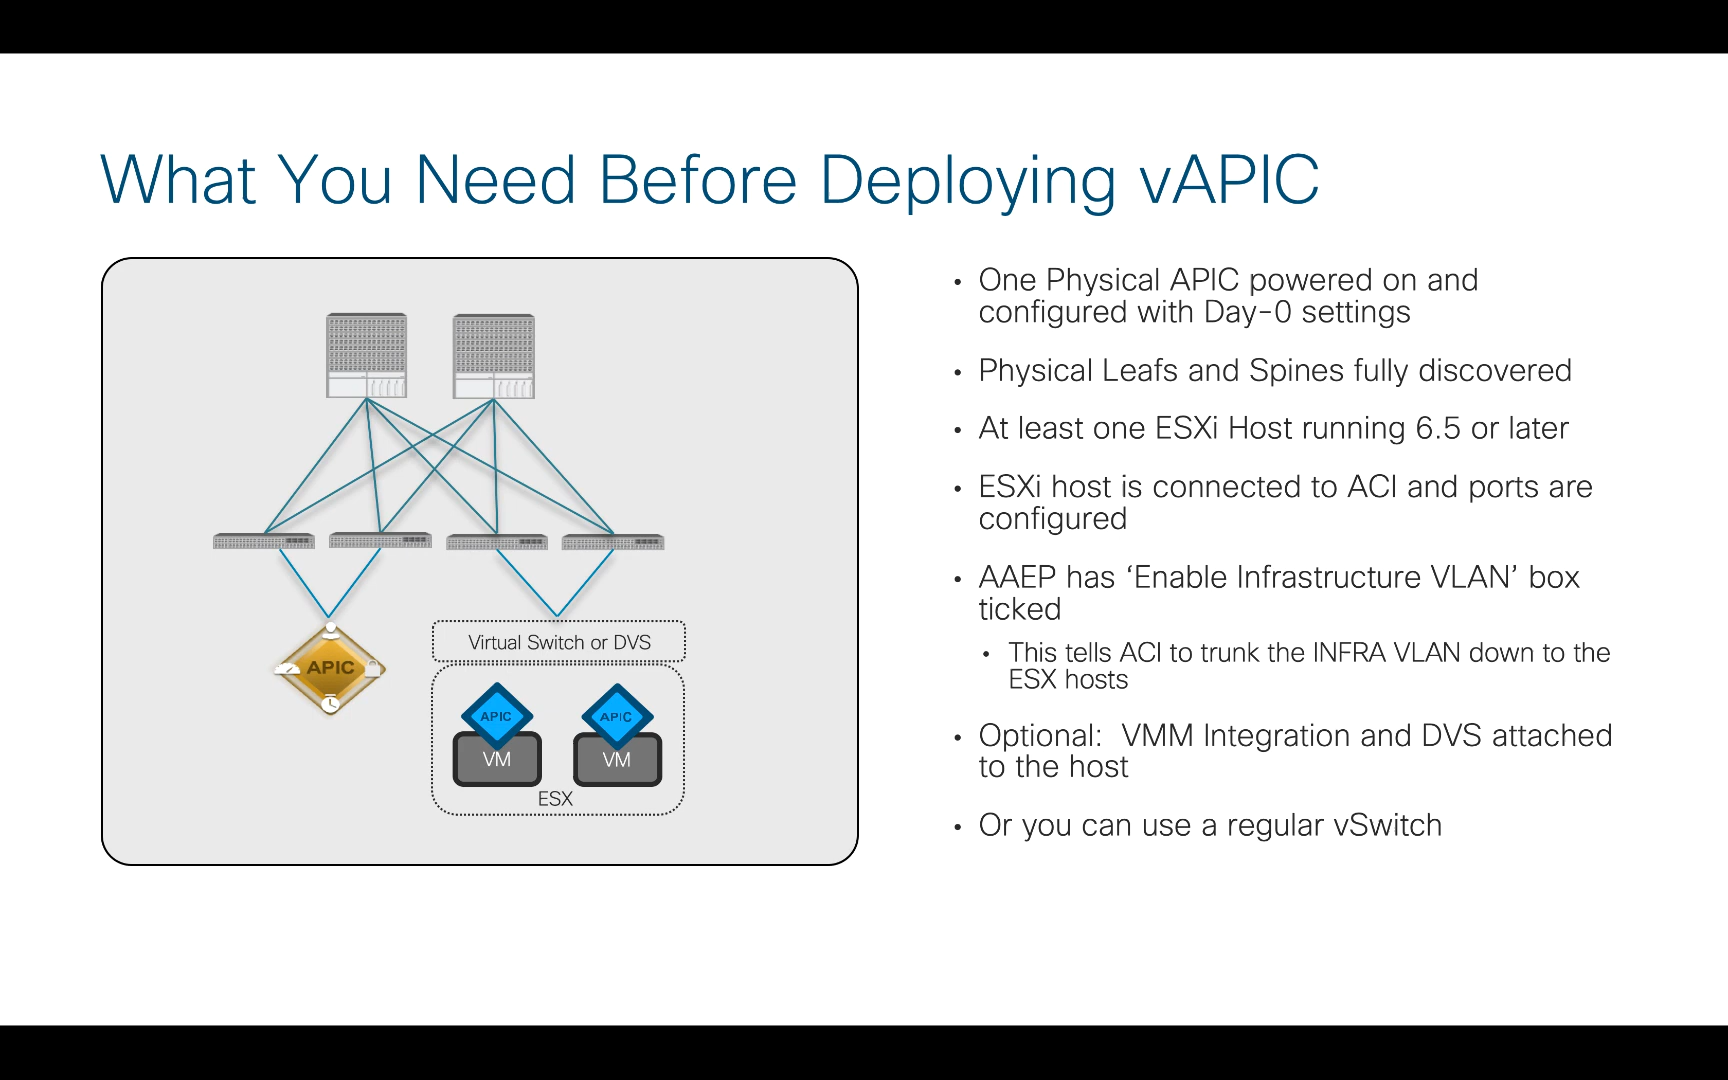 What You Need Before Deploying vAPIC
APIC
Virtual Switch or DVS
APIC
APIC
VM
VM
ESX
• One Physical APIC powered on and
configured with Day-0 settings
• Physical Leafs and Spines fully discovered
• At least one ESXi Host running 6.5 or later
• ESXi host is connected to ACI and ports are
configured
• AAEP has ‘Enable Infrastructure VLAN’ box
ticked
• This tells ACI to trunk the INFRA VLAN down to the
ESX hosts
• Optional:  VMM Integration and DVS attached
to the host
• Or you can use a regular vSwitch